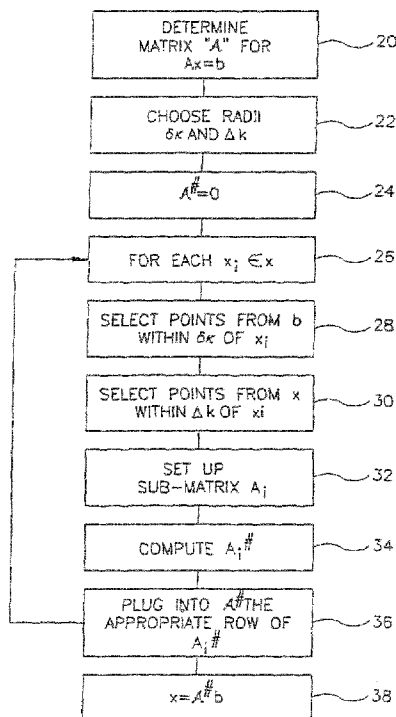 DETERMINE
MATRIX "A" FOR
Ax=b
20
CHOOSE RADII
δκ AND Δk
22
A#=0
24
FOR EACH xi ∈ x
26
SELECT POINTS FROM b
WITHIN δκ OF xi
28
SELECT POINTS FROM x
WITHIN Δk OF xi
30
SET UP
SUB-MATRIX Ai
32
COMPUTE Ai#
34
PLUG INTO A# THE
APPROPRIATE ROW OF
Ai#
36
x=A#b
38